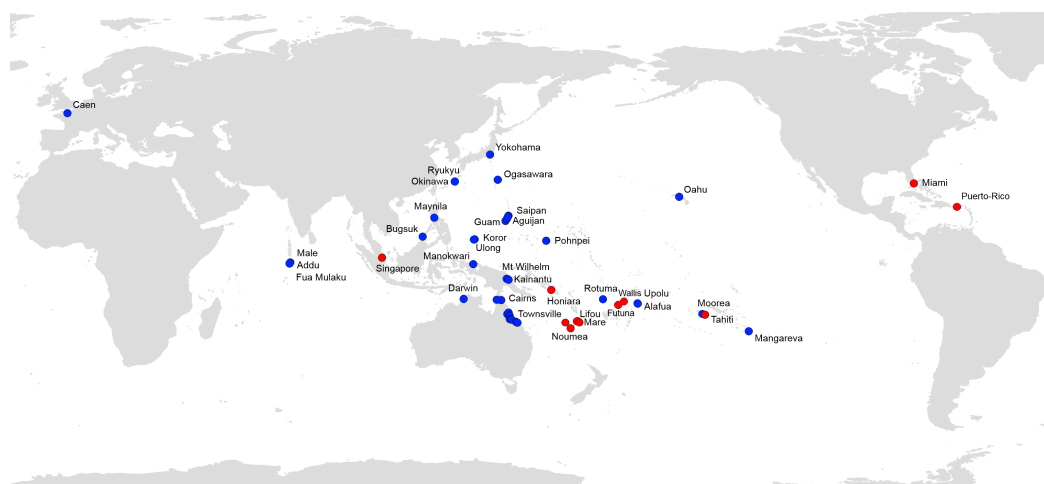 Caen
Yokohama
Ryukyu
Okinawa
Ogasawara
Miami
Oahu
Puerto-Rico
Maynila
Saipan
Guam
Aguijan
Bugsuk
Koror
Ulong
Pohnpei
Male
Addu
Fua Mulaku
Manokwari
Singapore
Mt Wilhelm
Kainantu
Darwin
Cairns
Honiara
Rotuma
Wallis Upolu
Alafua
Futuna
Moorea
Tahiti
Townsville
Lifou
Mare
Noumea
Mangareva